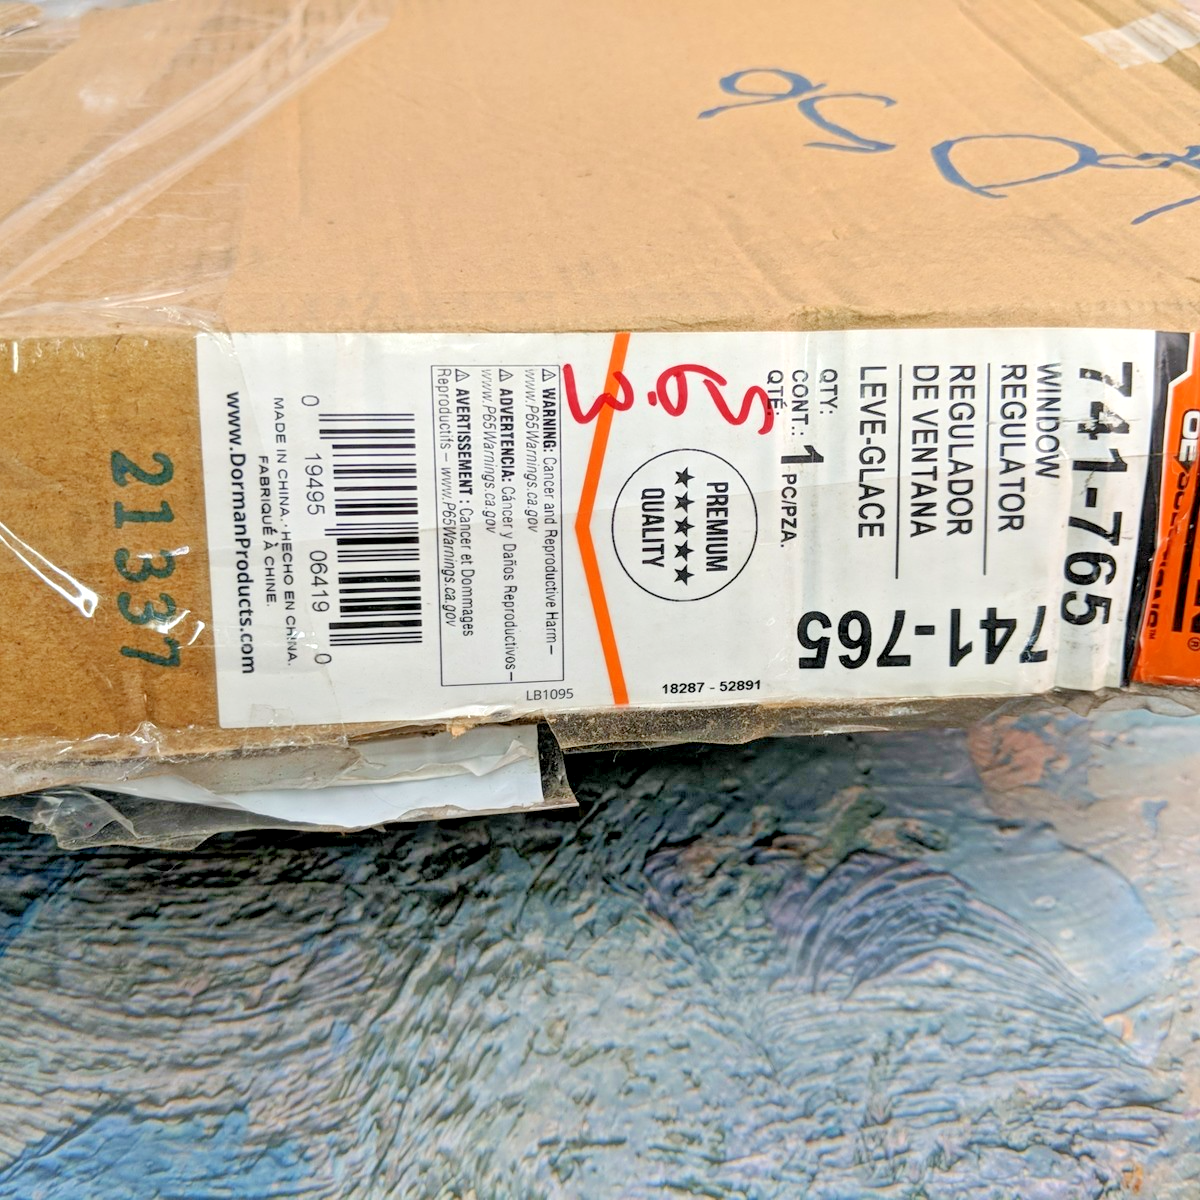 741-765
WINDOW
REGULATOR
REGULADOR
DE VENTANA
LEVE-GLACE
QTY:
CONT.: 1 PC/PZA.
QTÉ:
741-765
PREMIUM
★★★★★
QUALITY
18287 - 52891
⚠ WARNING: Cancer and Reproductive Harm –
www.P65Warnings.ca.gov
⚠ ADVERTENCIA: Cáncer y Daños Reproductivos–
www.P65Warnings.ca.gov
⚠ AVERTISSEMENT : Cancer et Dommages
Reproductifs – www.P65Warnings.ca.gov
LB1095
0 19495 06419 0
MADE IN CHINA. HECHO EN CHINA.
FABRIQUÉ À CHINE.
www.DormanProducts.com
21337